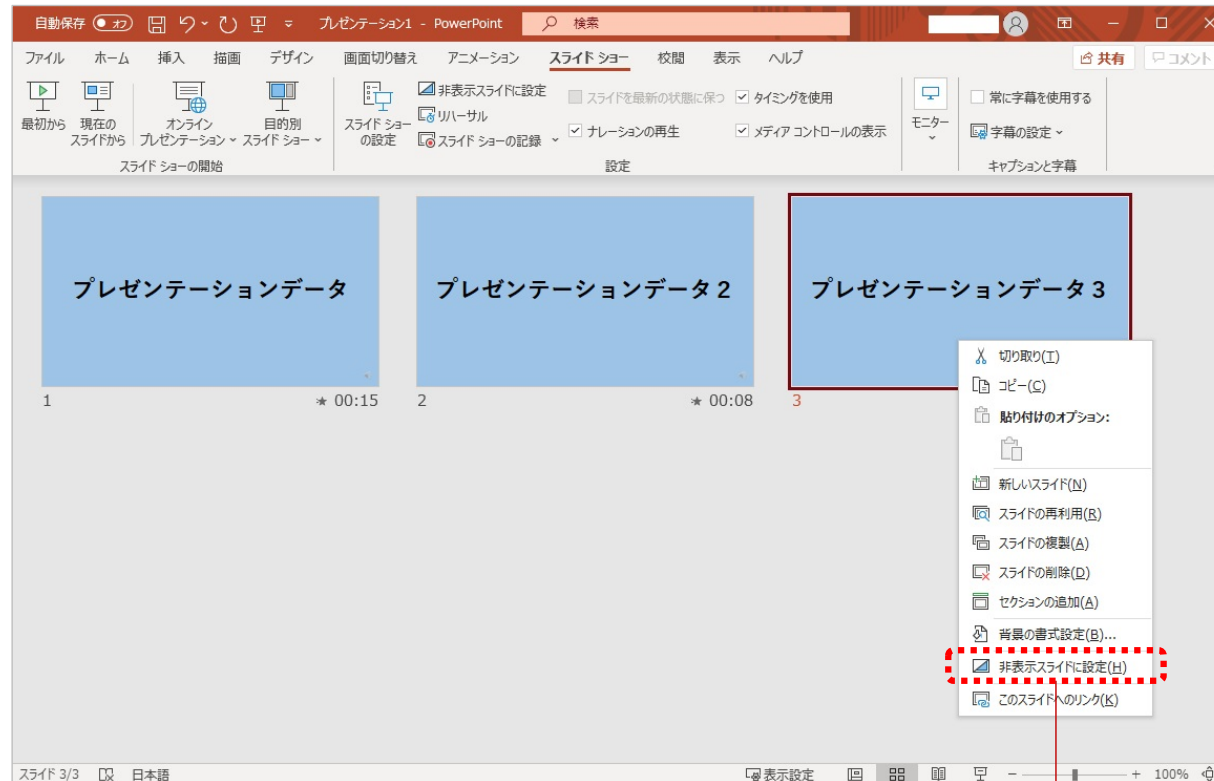 自動保存 オフ プレゼンテーション1 - PowerPoint 検索
ファイル ホーム 挿入 描画 デザイン 画面切り替え アニメーション スライド ショー 校閲 表示 ヘルプ 共有 コメント
最初から
現在の
スライドから
オンライン
プレゼンテーション
目的別
スライド ショー
スライド ショーの開始
スライド ショー
の設定
非表示スライドに設定
リハーサル
スライド ショーの記録
スライドを最新の状態に保つ
タイミングを使用
ナレーションの再生
メディア コントロールの表示
設定
モニター
常に字幕を使用する
字幕の設定
キャプションと字幕
プレゼンテーションデータ
1 00:15
プレゼンテーションデータ2
2 00:08
プレゼンテーションデータ3
3
切り取り(T)
コピー(C)
貼り付けのオプション:
新しいスライド(N)
スライドの再利用(R)
スライドの複製(A)
スライドの削除(D)
セクションの追加(A)
背景の書式設定(B)...
非表示スライドに設定(H)
このスライドへのリンク(K)
スライド 3/3 日本語 表示設定 - + 100%